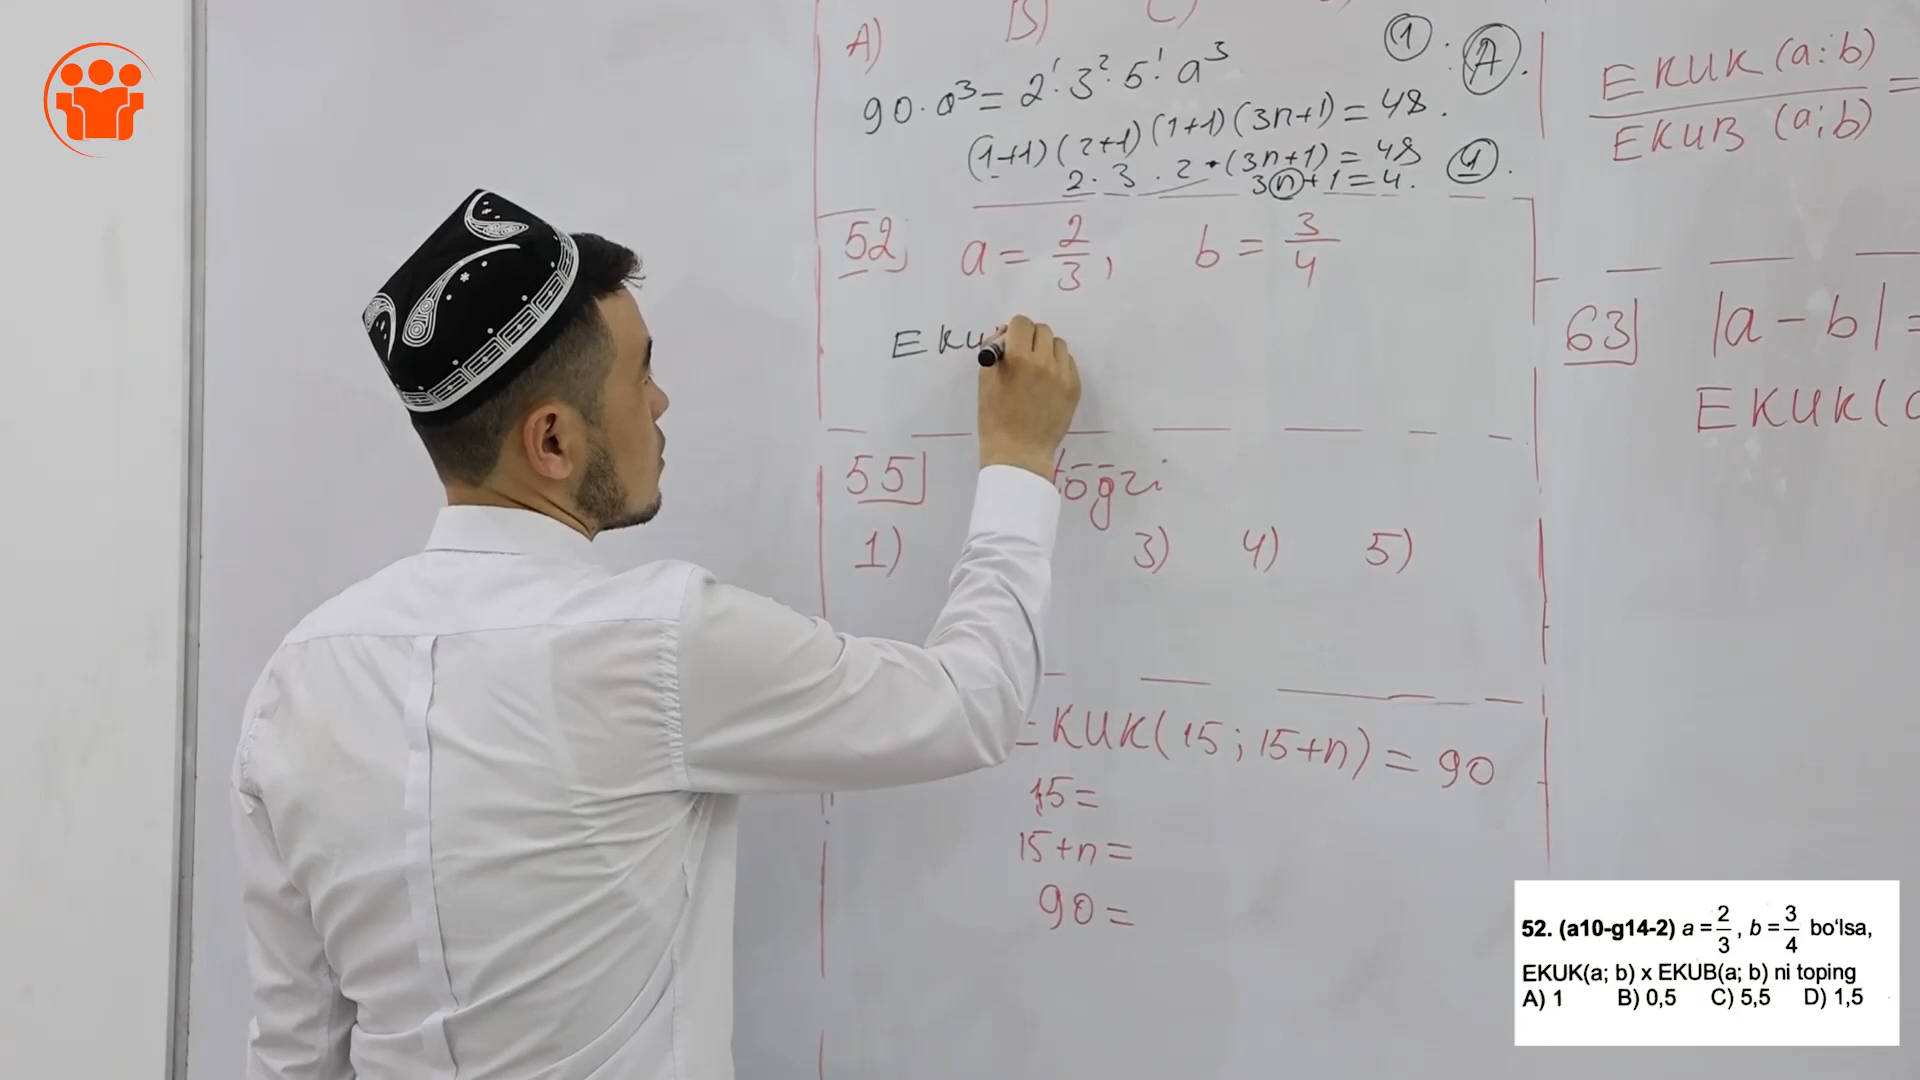 A) B) C)
90·a³=2¹·3²·5¹·a³ ① : Ⓐ.
(1+1)(2+1)(1+1)(3n+1)=48.
2·3·2·(3n+1)=48 ①.
3n+1=4.
52) a=2/3, b=3/4
EKU
55] tōg̃ri
1) 3) 4) 5)
EKUK(15;15+n)=90
15=
15+n=
90=
EKUK(a:b)
EKUB(a;b) =
63] |a-b|=
EKUK(
52. (a10-g14-2) a=2/3, b=3/4 bo‘lsa,
EKUK(a; b) x EKUB(a; b) ni toping
A) 1 B) 0,5 C) 5,5 D) 1,5